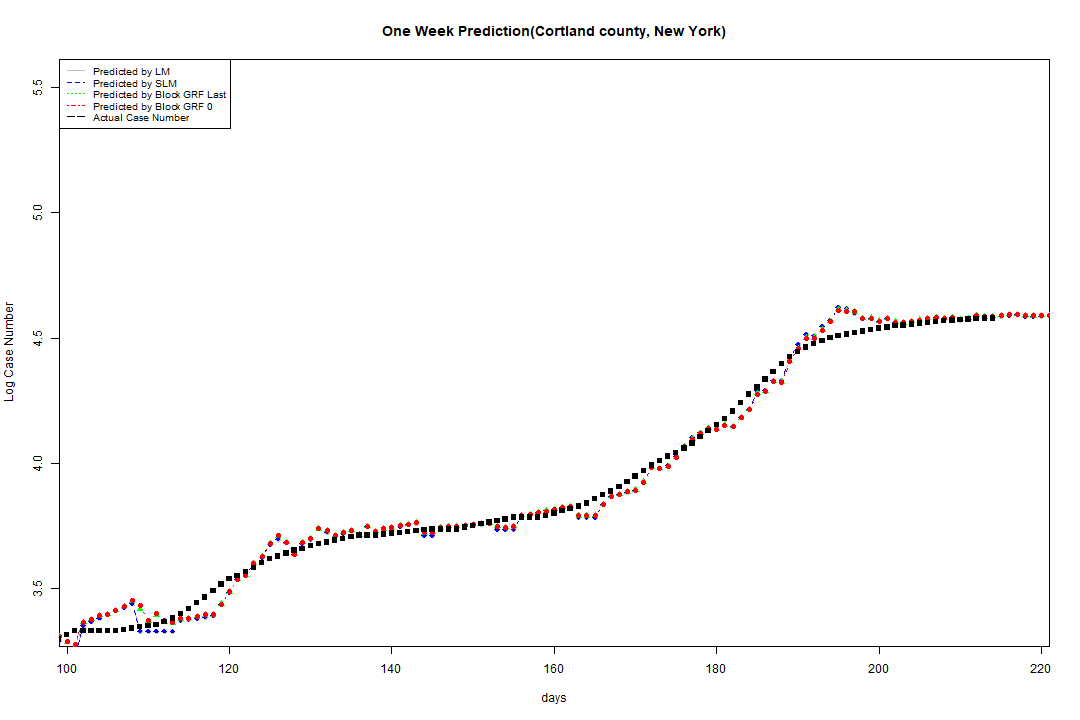 One Week Prediction(Cortland county, New York)
Predicted by LM
Predicted by SLM
Predicted by Block GRF Last
Predicted by Block GRF 0
Actual Case Number
5.5
5.0
4.5
4.0
3.5
Log Case Number
100 120 140 160 180 200 220
days